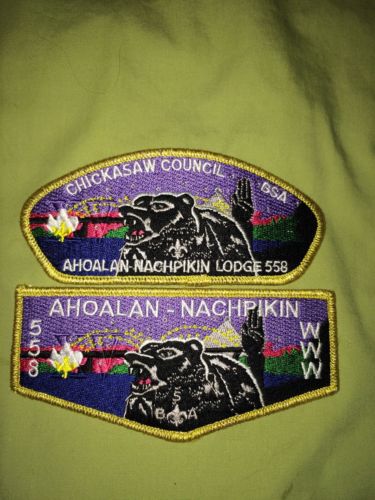 CHICKASAW COUNCIL BSA
AHOALAN-NACHPIKIN LODGE 558
AHOALAN - NACHPIKIN
558
WWW
BSA